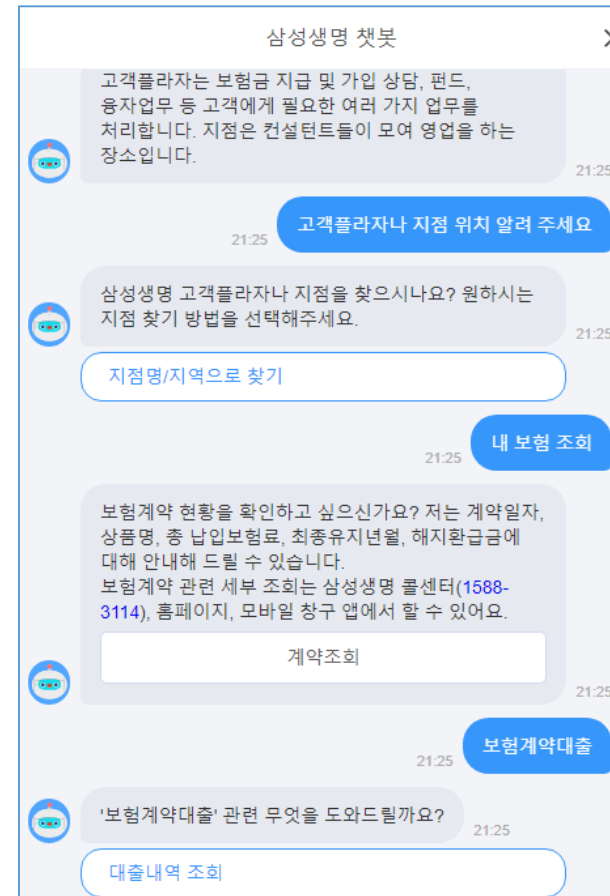 삼성생명 챗봇
고객플라자는 보험금 지급 및 가입 상담, 펀드,
융자업무 등 고객에게 필요한 여러 가지 업무를
처리합니다. 지점은 컨설턴트들이 모여 영업을 하는
장소입니다.
21:25
고객플라자나 지점 위치 알려 주세요
21:25
삼성생명 고객플라자나 지점을 찾으시나요? 원하시는
지점 찾기 방법을 선택해주세요.
21:25
지점명/지역으로 찾기
내 보험 조회
21:25
보험계약 현황을 확인하고 싶으신가요? 저는 계약일자,
상품명, 총 납입보험료, 최종유지년월, 해지환급금에
대해 안내해 드릴 수 있습니다.
보험계약 관련 세부 조회는 삼성생명 콜센터(1588-
3114), 홈페이지, 모바일 창구 앱에서 할 수 있어요.
계약조회
21:25
보험계약대출
21:25
'보험계약대출' 관련 무엇을 도와드릴까요?
21:25
대출내역 조회